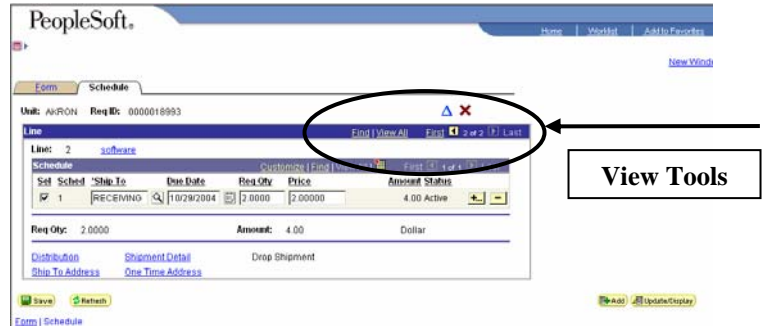 PeopleSoft.
Home Worklist Add to Favorites
New Wind
Form Schedule
Unit: AKRON Req ID: 0000018993
Line Find | View All First 2 of 2 Last
Line: 2 software
Schedule Customize | Find | First 1 of 1
Sel Sched *Ship To Due Date Req Qty Price Amount Status
1 RECEIVING 10/29/2004 2.0000 2.00000 4.00 Active
View Tools
Req Qty: 2.0000 Amount: 4.00 Dollar
Distribution Shipment Detail Drop Shipment
Ship To Address One Time Address
Save Refresh Add Update/Display
Form | Schedule